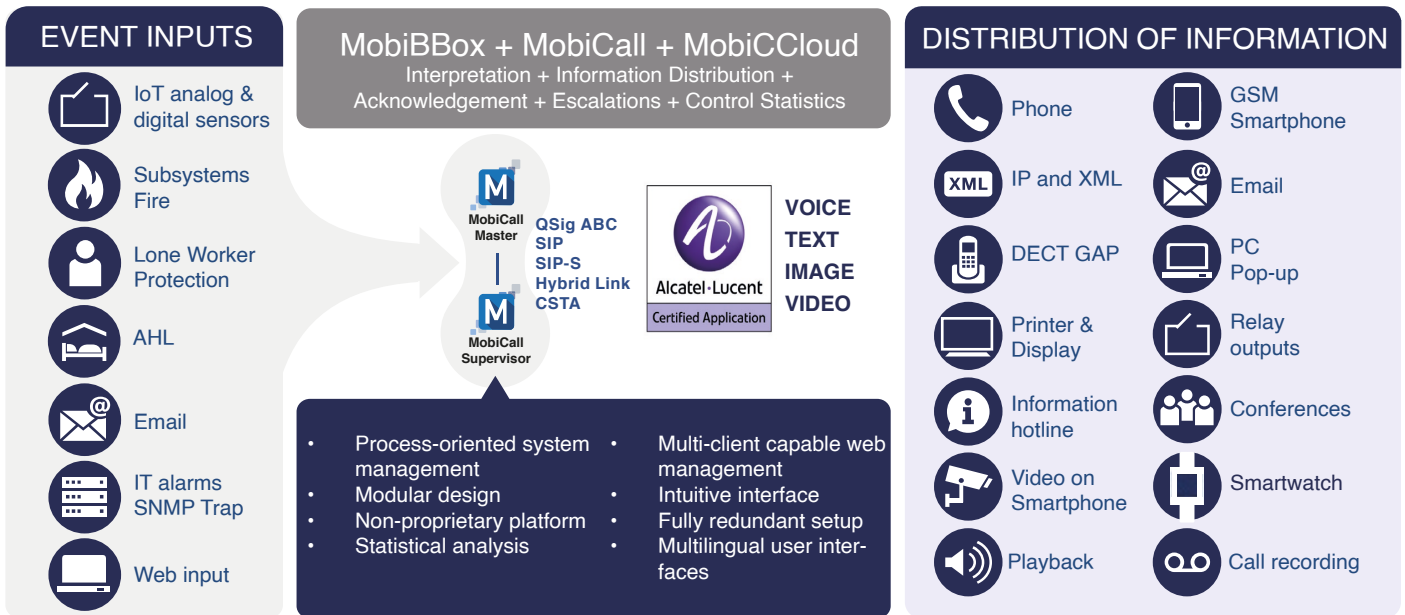 EVENT INPUTS
IoT analog &
digital sensors
Subsystems
Fire
Lone Worker
Protection
AHL
@
Email
IT alarms
SNMP Trap
Web input
MobiBBox + MobiCall + MobiCCloud
Interpretation + Information Distribution +
Acknowledgement + Escalations + Control Statistics
M
MobiCall
Master
M
MobiCall
Supervisor
QSig ABC
SIP
SIP-S
Hybrid Link
CSTA
Alcatel·Lucent
Certified Application
VOICE
TEXT
IMAGE
VIDEO
• Process-oriented system
management
• Modular design
• Non-proprietary platform
• Statistical analysis
• Multi-client capable web
management
• Intuitive interface
• Fully redundant setup
• Multilingual user inter-
faces
DISTRIBUTION OF INFORMATION
Phone
XML
IP and XML
DECT GAP
Printer &
Display
i
Information
hotline
Video on
Smartphone
Playback
GSM
Smartphone
@
Email
PC
Pop-up
Relay
outputs
Conferences
Smartwatch
Call recording